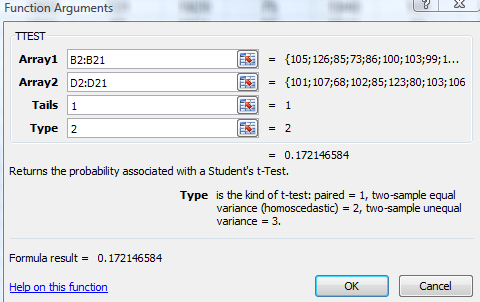 Function Arguments
TTEST
Array1 B2:B21 = {105;126;85;73;86;100;103;99;1...
Array2 D2:D21 = {101;107;68;102;85;123;80;103;106
Tails 1 = 1
Type 2 = 2
= 0.172146584
Returns the probability associated with a Student's t-Test.
Type is the kind of t-test: paired = 1, two-sample equal
variance (homoscedastic) = 2, two-sample unequal
variance = 3.
Formula result = 0.172146584
Help on this function OK Cancel